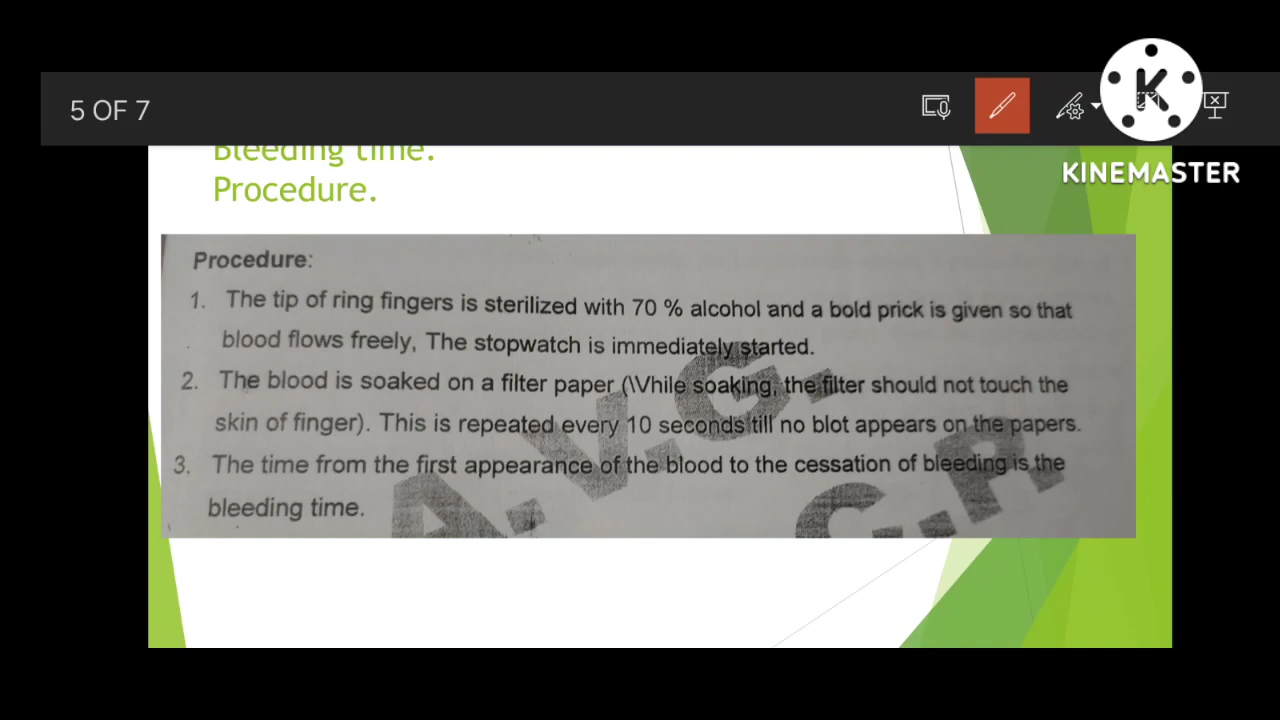 5 OF 7
KINEMASTER
Bleeding time.
Procedure.
Procedure:
1. The tip of ring fingers is sterilized with 70 % alcohol and a bold prick is given so that
blood flows freely, The stopwatch is immediately started.
2. The blood is soaked on a filter paper (\Vhile soaking, the filter should not touch the
skin of finger). This is repeated every 10 seconds till no blot appears on the papers.
3. The time from the first appearance of the blood to the cessation of bleeding is the
bleeding time.
A.V.G.
C.P.